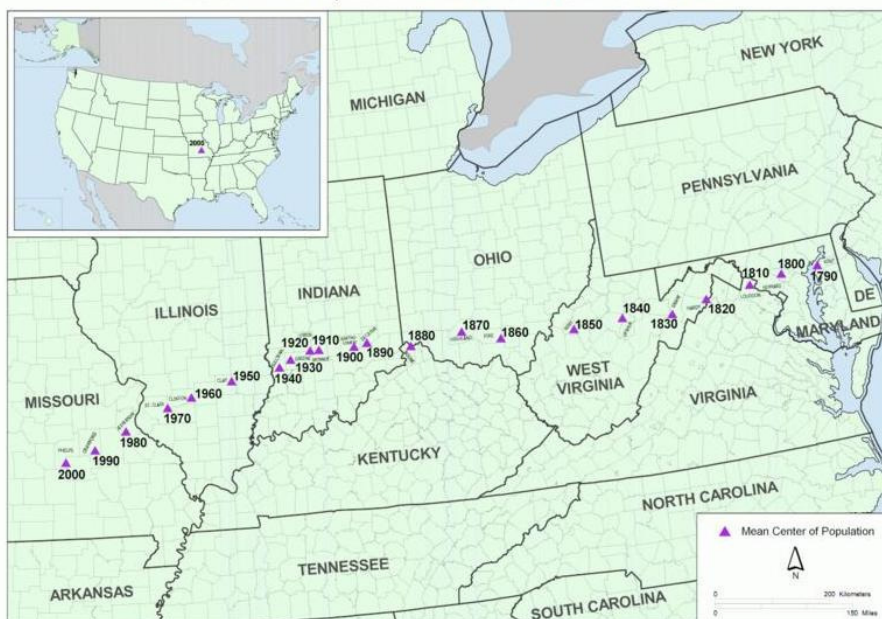 2000
NEW YORK
MICHIGAN
PENNSYLVANIA
OHIO
INDIANA
ILLINOIS
1810
1800
1790
DE
1840
1830
1820
MARYLAND
1850
1870
1860
1880
1920
1910
1900
1890
1930
1940
1950
1960
1970
MISSOURI
WEST
VIRGINIA
VIRGINIA
1980
1990
2000
KENTUCKY
NORTH CAROLINA
TENNESSEE
ARKANSAS
SOUTH CAROLINA
Mean Center of Population
N
0 200 Kilometers
0 150 Miles